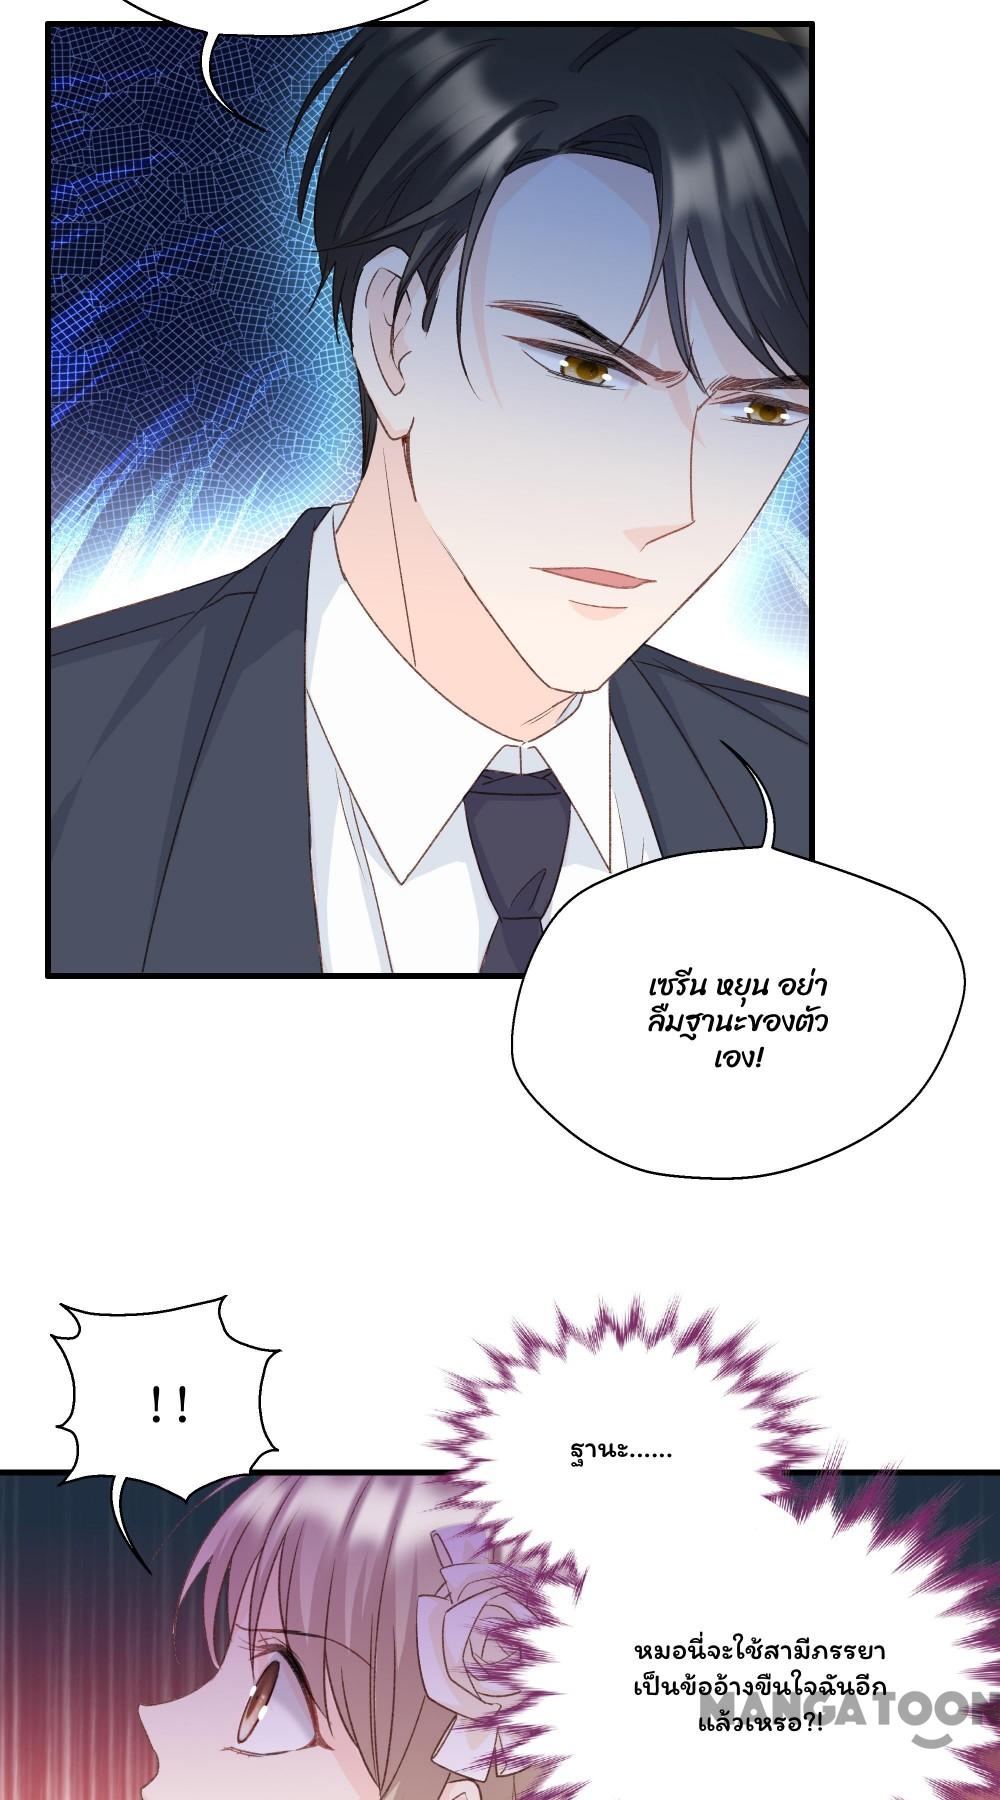 เซรีน หยุน อย่า
ลืมฐานะของตัว
เอง!
!!
ฐานะ......
หมอนี่จะใช้สามีภรรยา
เป็นข้ออ้างขืนใจฉันอีก
แล้วเหรอ?!
MANGATOON